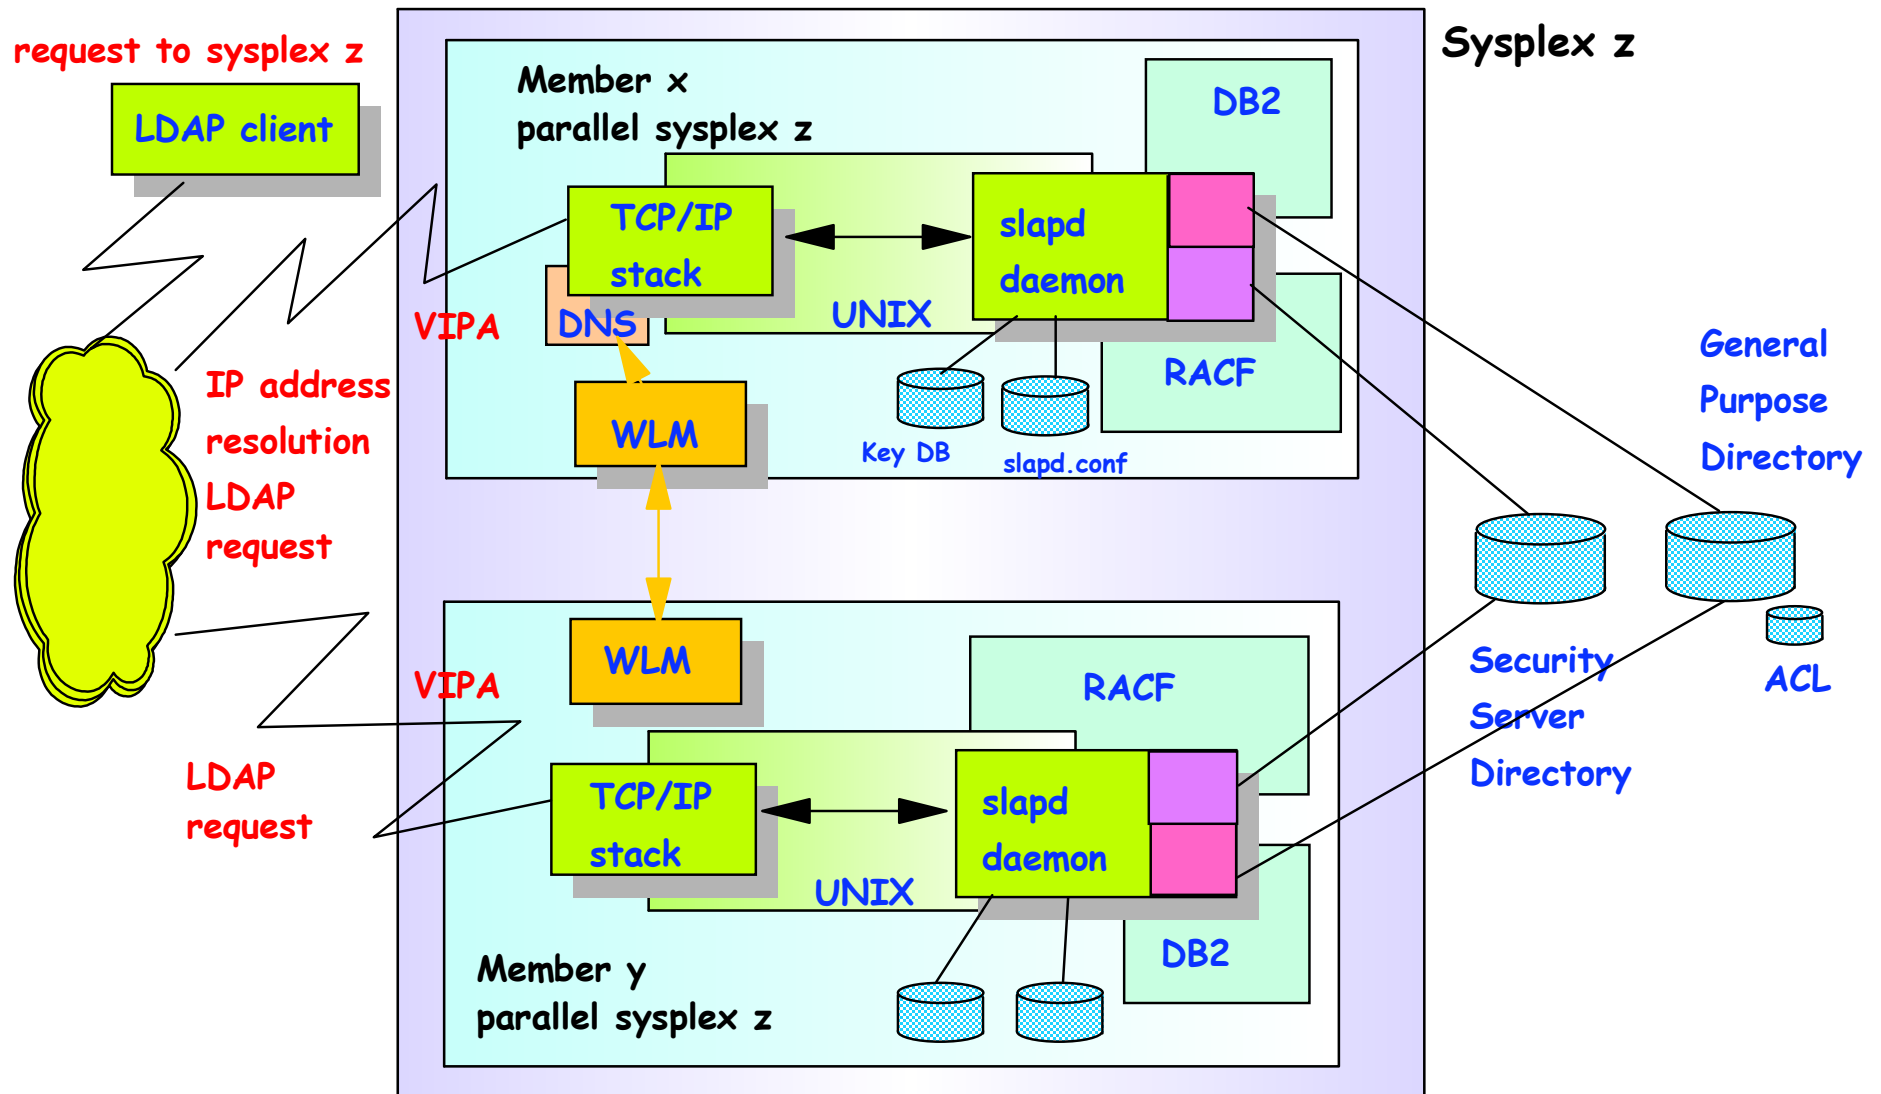 request to sysplex z
Sysplex z
LDAP client
Member x
parallel sysplex z
DB2
TCP/IP
stack
slapd
daemon
DNS
UNIX
VIPA
RACF
WLM
Key DB
slapd.conf
IP address
resolution
LDAP
request
General
Purpose
Directory
Security
Server
Directory
ACL
VIPA
WLM
RACF
LDAP
request
TCP/IP
stack
slapd
daemon
UNIX
DB2
Member y
parallel sysplex z